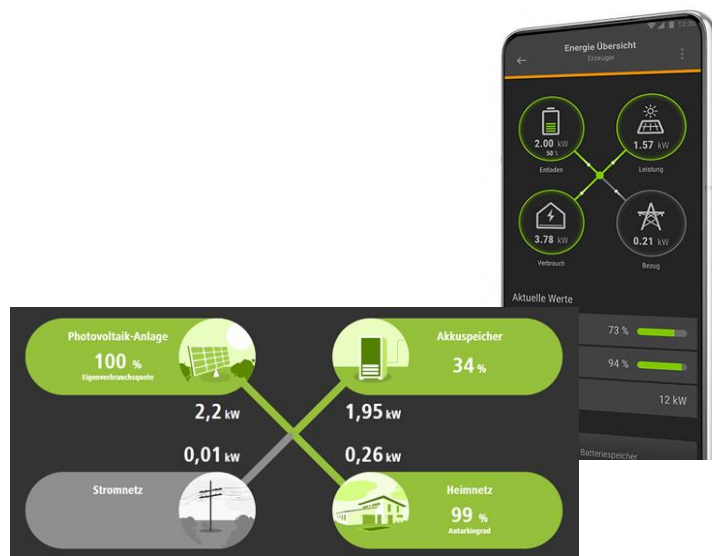 12:30
Energie Übersicht
Erzeuger
2.00 kW
50 %
Entladen
1.57 kW
Leistung
3.78 kW
Verbrauch
0.21 kW
Bezug
Aktuelle Werte
73 %
94 %
12 kW
Batteriespeicher
Photovoltaik-Anlage
100 %
Eigenverbrauchsquote
Akkuspeicher
34 %
2,2 kW
1,95 kW
0,01 kW
0,26 kW
Stromnetz
Heimnetz
99 %
Autarkiegrad